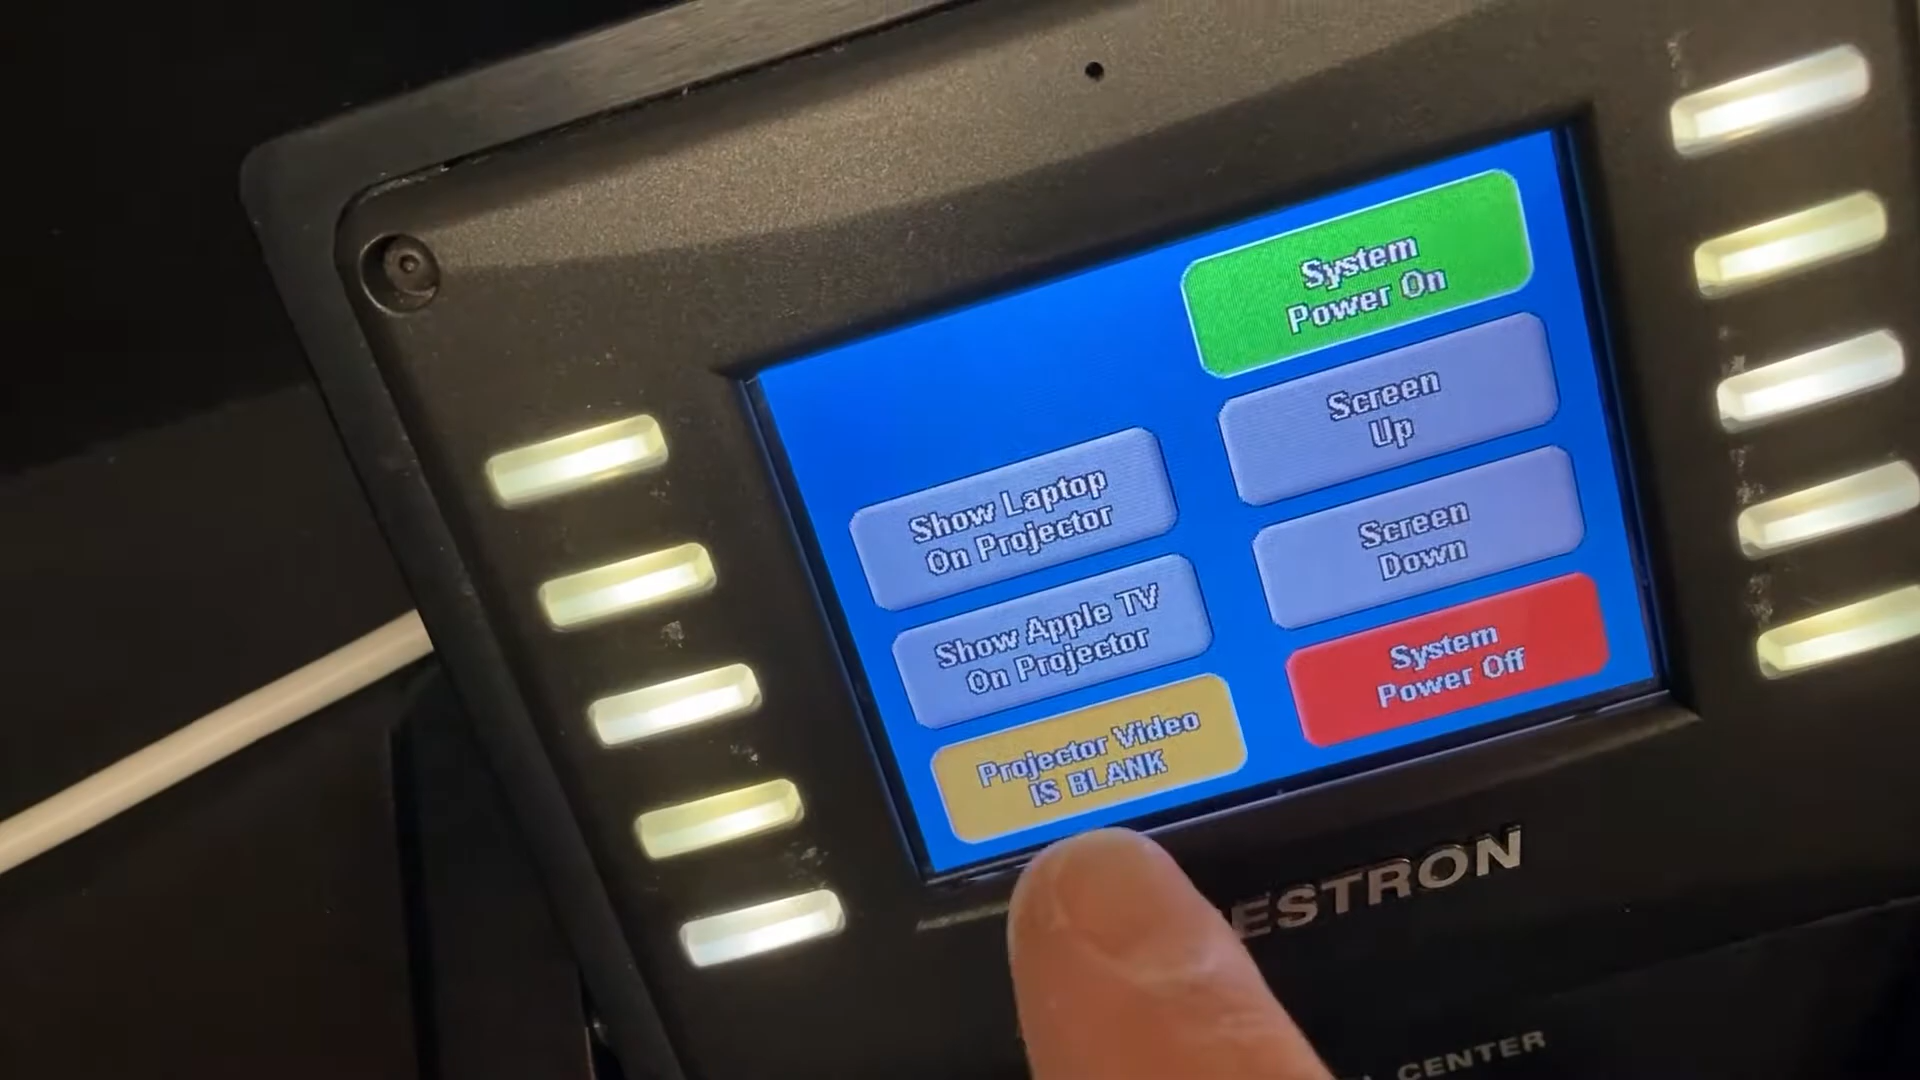 System
Power On
Screen
Up
Show Laptop
On Projector
Screen
Down
Show Apple TV
On Projector
System
Power Off
Projector Video
IS BLANK
ESTRON
CENTER